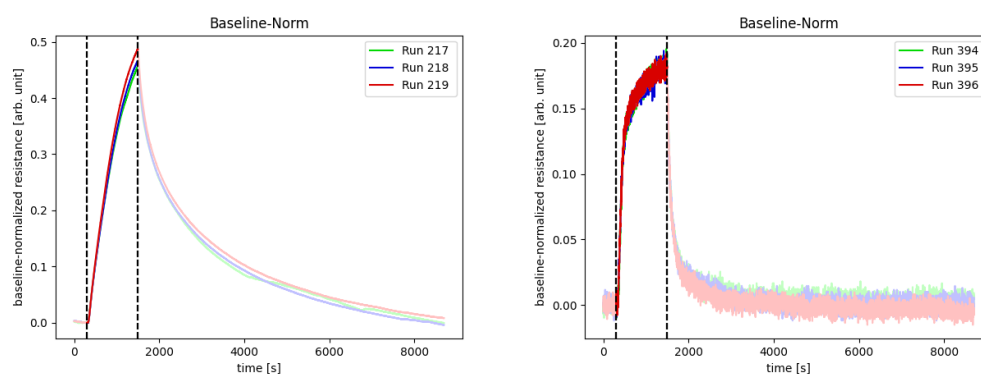 Baseline-Norm
baseline-normalized resistance [arb. unit]
0.5
0.4
0.3
0.2
0.1
0.0
Run 217
Run 218
Run 219
0 2000 4000 6000 8000
time [s]
Baseline-Norm
baseline-normalized resistance [arb. unit]
0.20
0.15
0.10
0.05
0.00
Run 394
Run 395
Run 396
0 2000 4000 6000 8000
time [s]